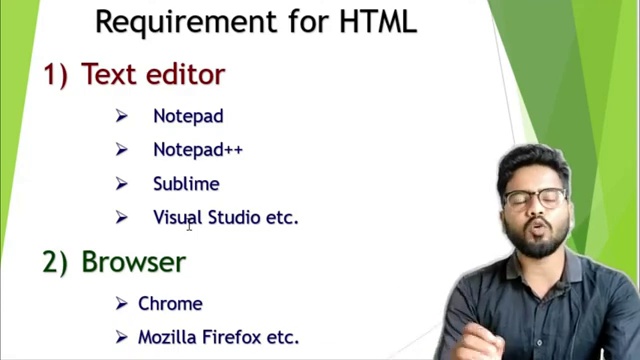 Requirement for HTML
1) Text editor
Notepad
Notepad++
Sublime
Visual Studio etc.
2) Browser
Chrome
Mozilla Firefox etc.